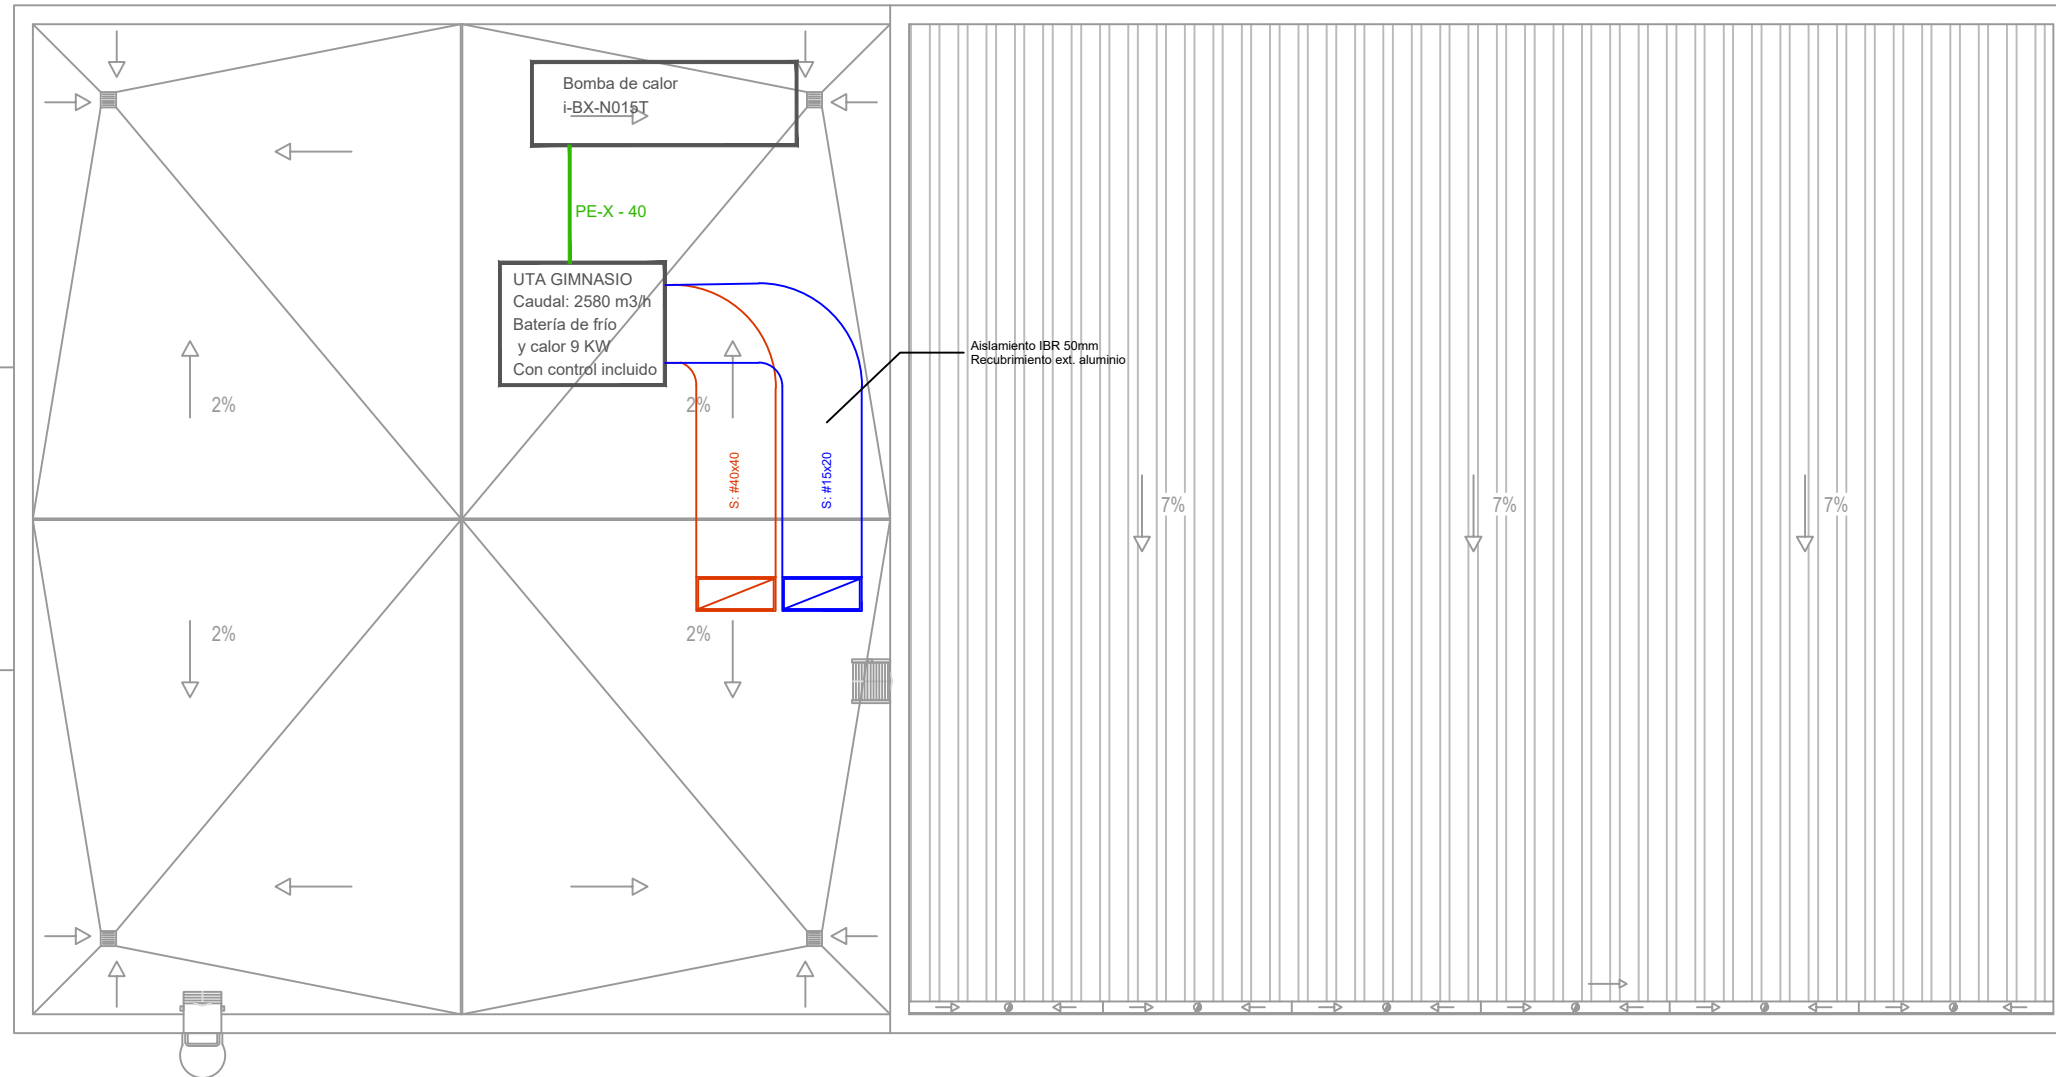 Bomba de calor
i-BX-N015T
PE-X - 40
UTA GIMNASIO
Caudal: 2580 m3/h
Batería de frío
y calor 9 KW
Con control incluido
Aislamiento IBR 50mm
Recubrimiento ext. aluminio
2%
2%
S: #40x40
S: #15x20
7%
7%
7%
2%
2%